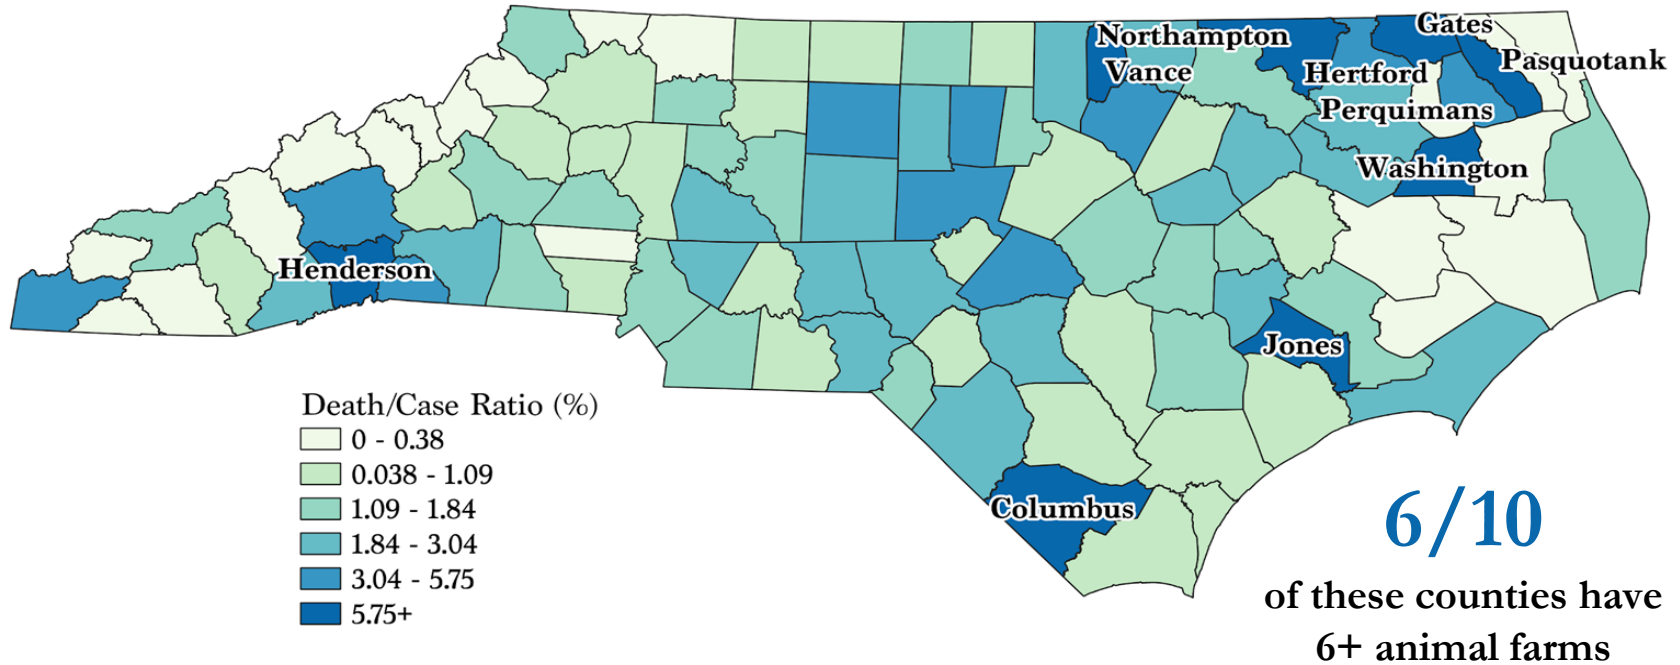 Gates
Northampton
Pasquotank
Vance
Hertford
Perquimans
Washington
Henderson
Jones
Columbus
Death/Case Ratio (%)
0 - 0.38
0.038 - 1.09
1.09 - 1.84
1.84 - 3.04
3.04 - 5.75
5.75+
6/10
of these counties have
6+ animal farms